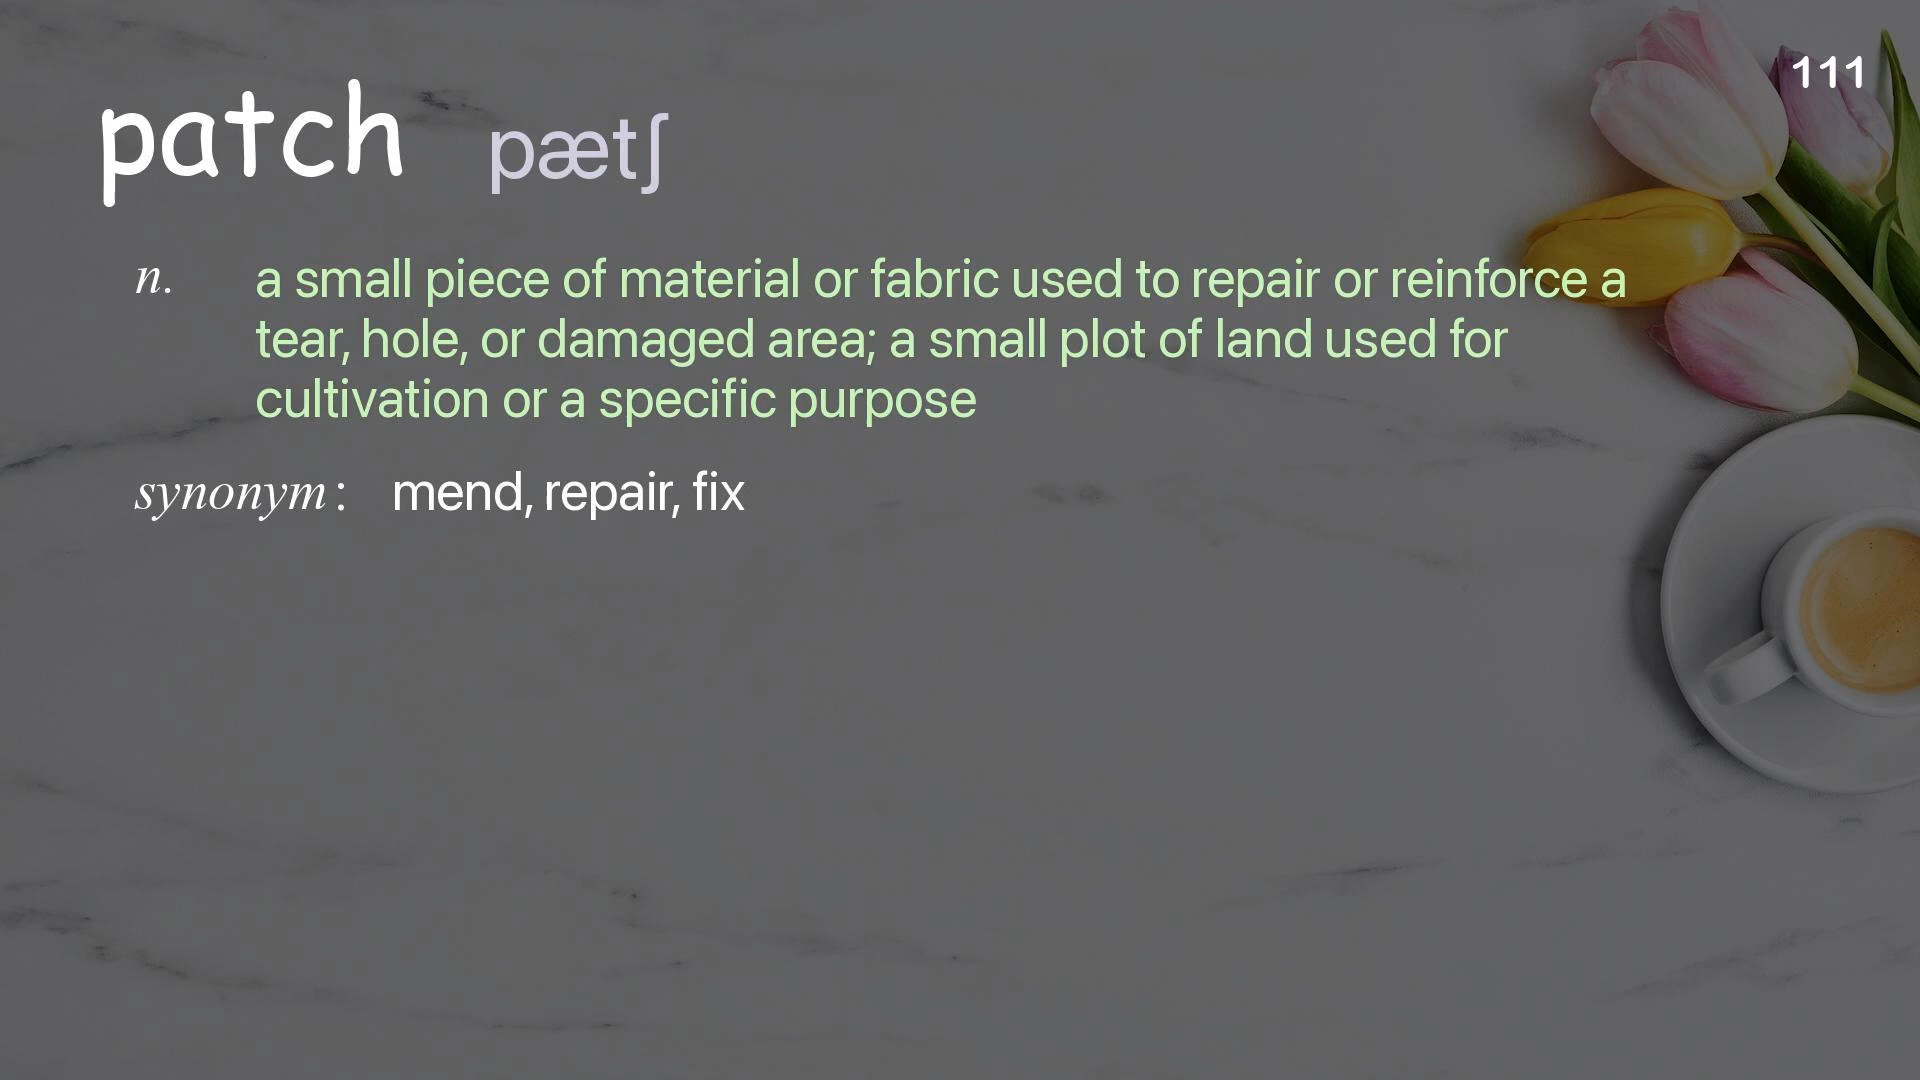 111
patch pætʃ
n. a small piece of material or fabric used to repair or reinforce a
tear, hole, or damaged area; a small plot of land used for
cultivation or a specific purpose
synonym: mend, repair, fix